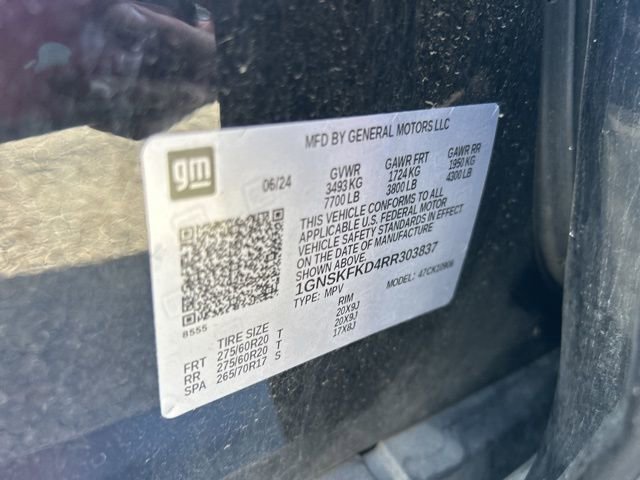 MFD BY GENERAL MOTORS LLC
gm
06/24
GVWR GAWR FRT GAWR RR
3493 KG 1724 KG 1950 KG
7700 LB 3800 LB 4300 LB
THIS VEHICLE CONFORMS TO ALL
APPLICABLE U.S. FEDERAL MOTOR
VEHICLE SAFETY STANDARDS IN EFFECT
ON THE DATE OF MANUFACTURE
SHOWN ABOVE.
1GNSKFKD4RR303837
TYPE: MPV MODEL: 47CK10906
8555
TIRE SIZE RIM
FRT 275/60R20 T 20X9J
RR 275/60R20 T 20X9J
SPA 265/70R17 S 17X8J